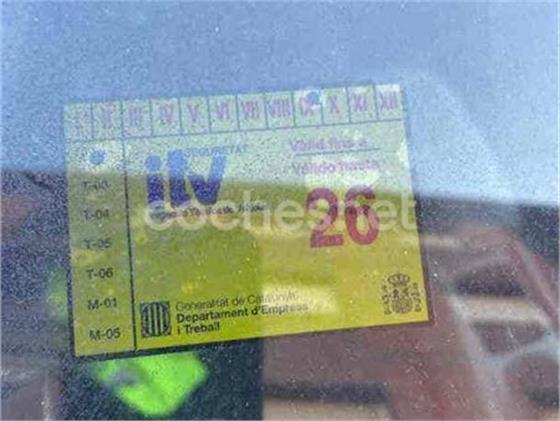 I II III IV V VI VII VIII IX X XI XII
SEGURETAT
itv
Vàlid fins a
Válido hasta
26
T-03
T-04
T-05
T-06
M-01
M-05
coches.net
Generalitat de Catalunya
Departament d'Empresa
i Treball